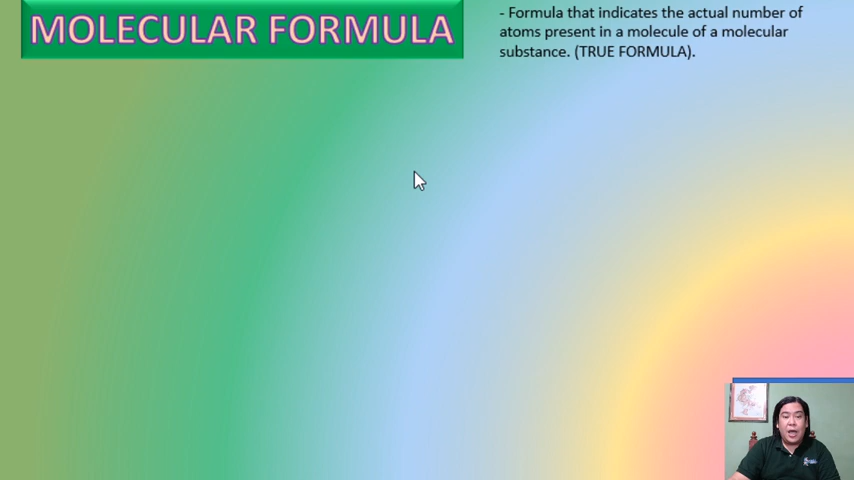 MOLECULAR FORMULA
- Formula that indicates the actual number of
atoms present in a molecule of a molecular
substance. (TRUE FORMULA).